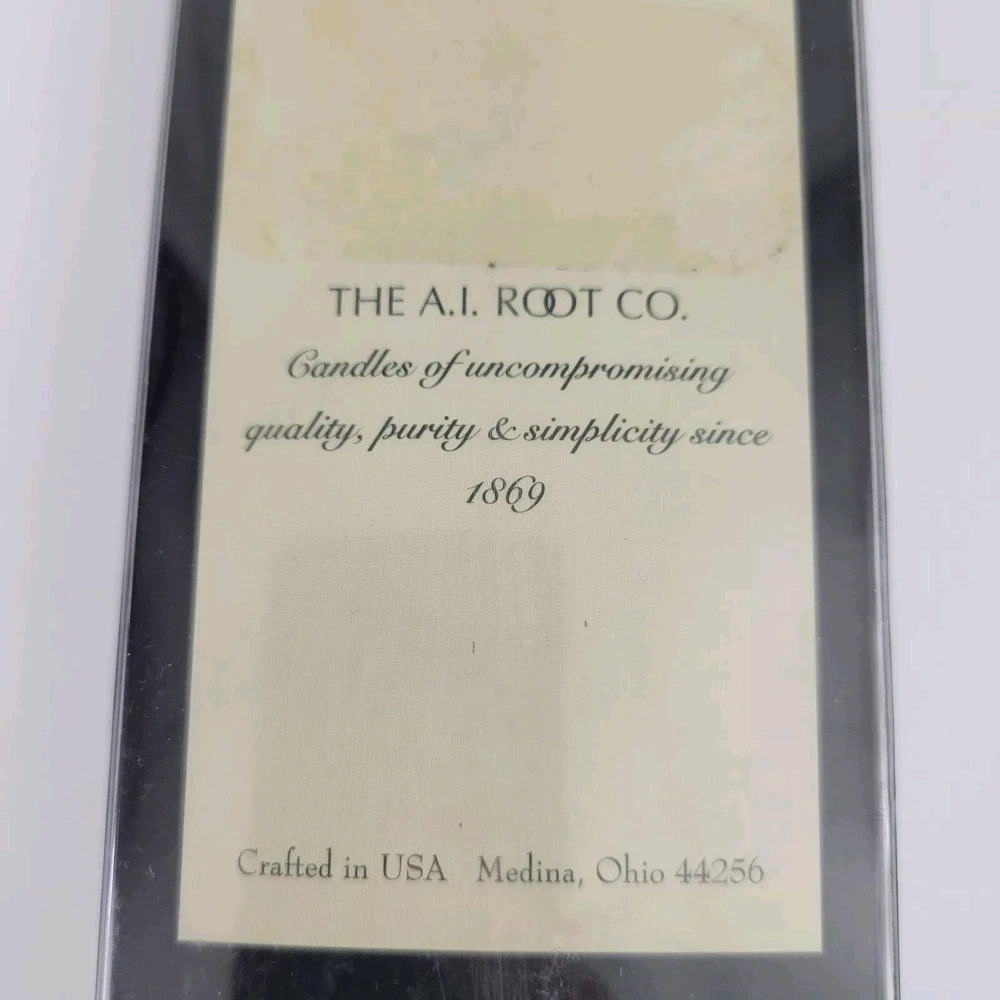 THE A.I. ROOT CO.
Candles of uncompromising
quality, purity & simplicity since
1869
Crafted in USA Medina, Ohio 44256